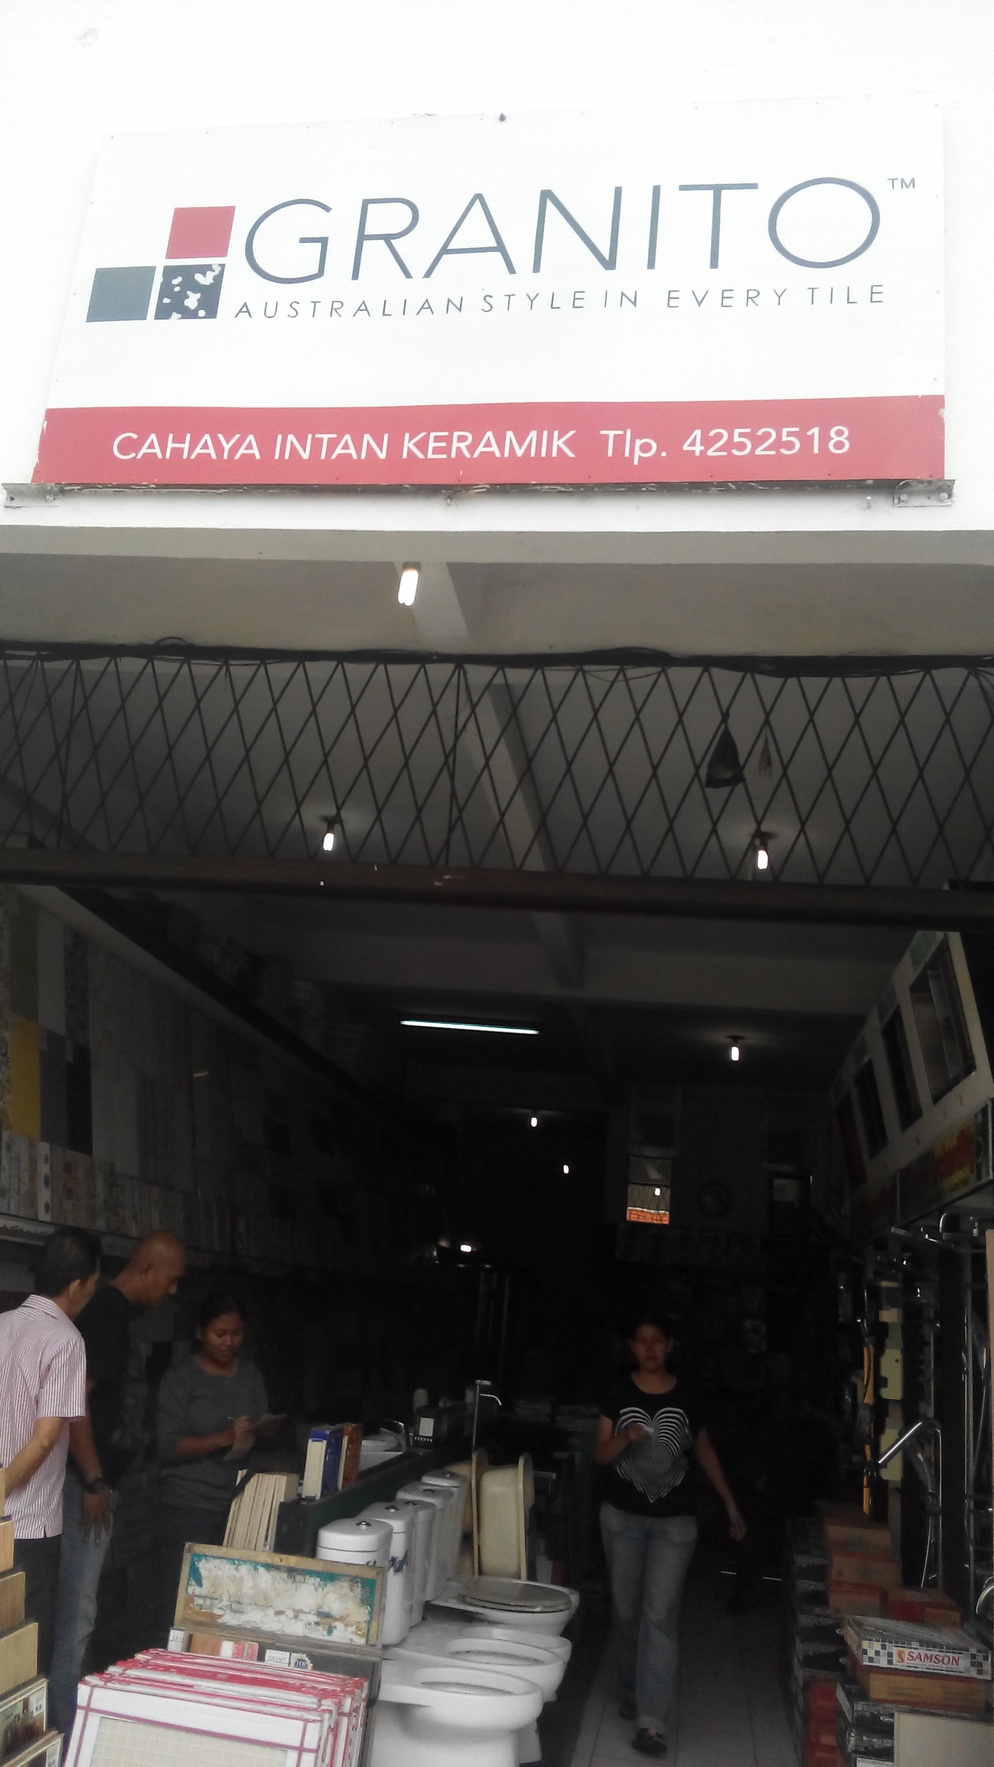 GRANITO™
AUSTRALIAN STYLE IN EVERY TILE
CAHAYA INTAN KERAMIK Tlp. 4252518
SAMSON